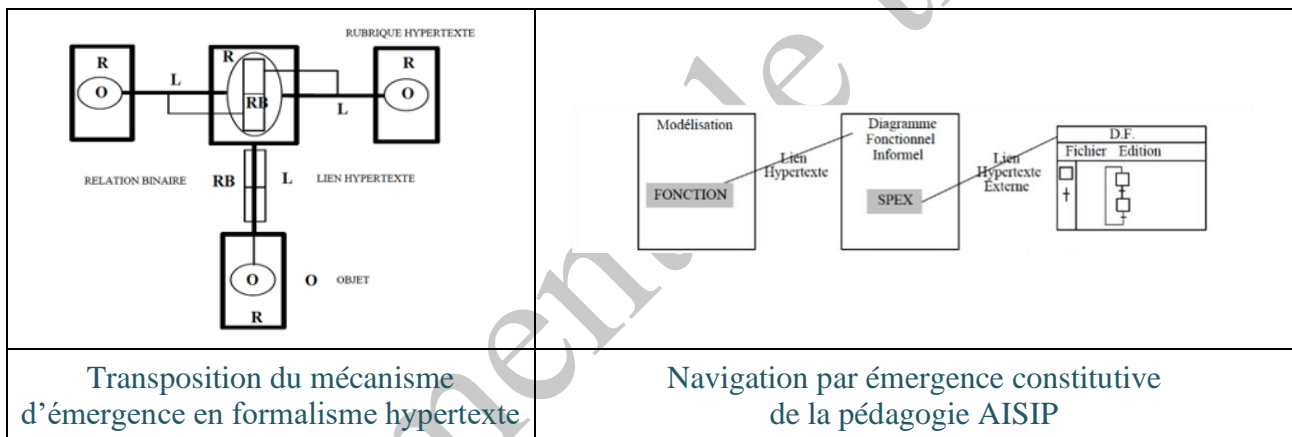 RUBRIQUE HYPERTEXTE
R
R
R
O
L
RB
L
O
RELATION BINAIRE
RB
L
LIEN HYPERTEXTE
O
O
OBJET
R
Modélisation
FONCTION
Lien
Hypertexte
Diagramme
Fonctionnel
Informel
SPEX
Lien
Hypertexte
Externe
D.F.
Fichier Edition
Transposition du mécanisme
d’émergence en formalisme hypertexte
Navigation par émergence constitutive
de la pédagogie AISIP